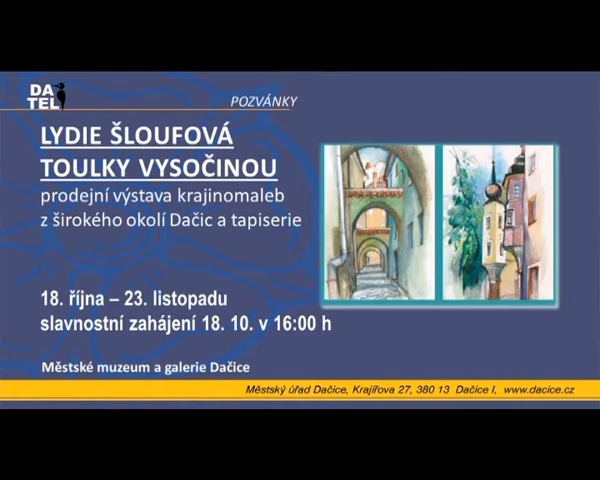 DA
TEL
POZVÁNKY
LYDIE ŠLOUFOVÁ
TOULKY VYSOČINOU
prodejní výstava krajinomaleb
z širokého okolí Dačic a tapiserie
18. října – 23. listopadu
slavnostní zahájení 18. 10. v 16:00 h
Městské muzeum a galerie Dačice
Městský úřad Dačice, Krajířova 27, 380 13 Dačice I, www.dacice.cz